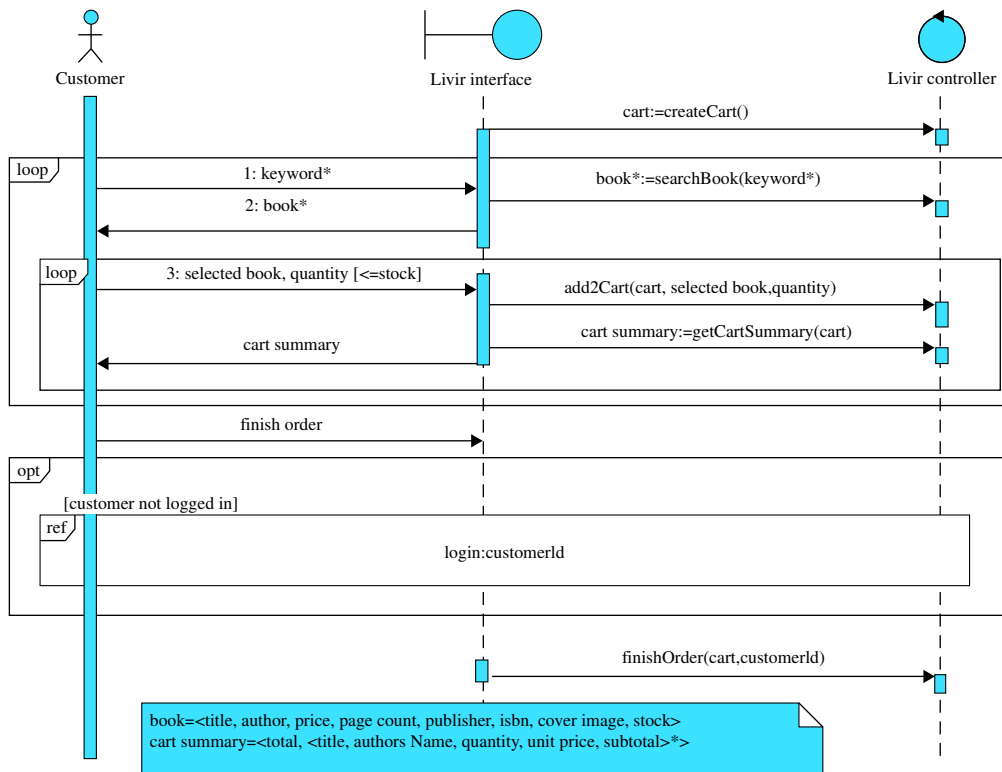 Customer
Livir interface
Livir controller
cart:=createCart()
loop
1: keyword*
book*:=searchBook(keyword*)
2: book*
loop
3: selected book, quantity [<=stock]
add2Cart(cart, selected book,quantity)
cart summary:=getCartSummary(cart)
cart summary
finish order
opt
[customer not logged in]
ref
login:customerld
finishOrder(cart,customerld)
book=<title, author, price, page count, publisher, isbn, cover image, stock>
cart summary=<total, <title, authors Name, quantity, unit price, subtotal>*>